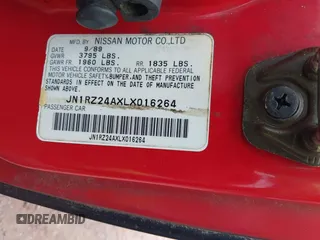 MFD BY NISSAN MOTOR CO.,LTD
DATE 9/89
GVWR 3795 LBS.
GAWR FR 1960 LBS. RR 1835 LBS.
THIS VEHICLE CONFORMS TO ALL APPLICABLE FEDERAL
MOTOR VEHICLE SAFETY,BUMPER,AND THEFT PREVENTION
STANDARDS IN EFFECT ON THE DATE OF MANUFACTURE
SHOWN ABOVE.
JN1RZ24AXLX016264
PASSENGER CAR
JN1RZ24AXLX016264
DREAMBID